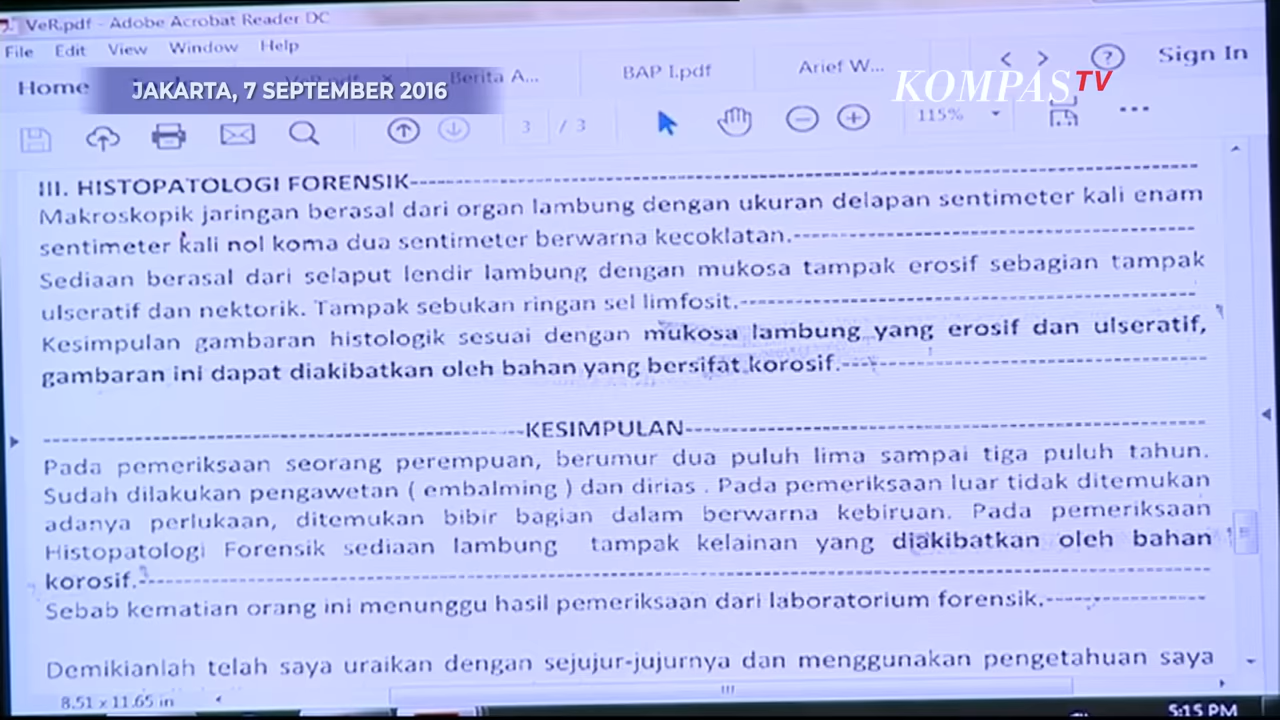 VeR.pdf - Adobe Acrobat Reader DC
File Edit View Window Help
Home Berita A... BAP I.pdf Arief W... Sign In
JAKARTA, 7 SEPTEMBER 2016
KOMPAS TV
3 / 3 115%
III. HISTOPATOLOGI FORENSIK
Makroskopik jaringan berasal dari organ lambung dengan ukuran delapan sentimeter kali enam
sentimeter kali nol koma dua sentimeter berwarna kecoklatan.
Sediaan berasal dari selaput lendir lambung dengan mukosa tampak erosif sebagian tampak
ulseratif dan nektorik. Tampak sebukan ringan sel limfosit.
Kesimpulan gambaran histologik sesuai dengan mukosa lambung yang erosif dan ulseratif,
gambaran ini dapat diakibatkan oleh bahan yang bersifat korosif.
KESIMPULAN
Pada pemeriksaan seorang perempuan, berumur dua puluh lima sampai tiga puluh tahun.
Sudah dilakukan pengawetan ( embalming ) dan dirias . Pada pemeriksaan luar tidak ditemukan
adanya perlukaan, ditemukan bibir bagian dalam berwarna kebiruan. Pada pemeriksaan
Histopatologi Forensik sediaan lambung tampak kelainan yang diakibatkan oleh bahan
korosif.
Sebab kematian orang ini menunggu hasil pemeriksaan dari laboratorium forensik.
Demikianlah telah saya uraikan dengan sejujur-jujurnya dan menggunakan pengetahuan saya
8.51 x 11.65 in
5:15 PM